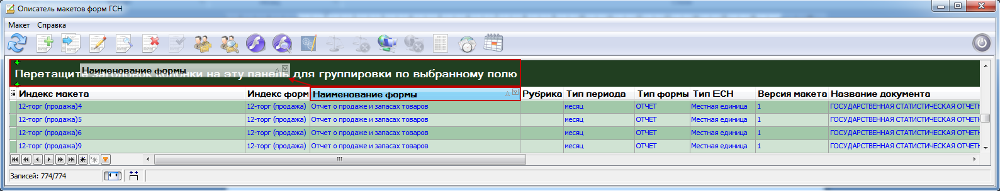 Описатель макетов форм ГСН
Макет Справка
Наименование формы
Перетащите заголовок колонки на эту панель для группировки по выбранному полю
Индекс макета Индекс форм Наименование формы Рубрика Тип периода Тип формы Тип ЕСН Версия макета Название документа
12-торг (продажа)4 12-торг (продажа) Отчет о продаже и запасах товаров месяц ОТЧЕТ Местная единица 1 ГОСУДАРСТВЕННАЯ СТАТИСТИЧЕСКАЯ ОТЧЕТН
12-торг (продажа)5 12-торг (продажа) Отчет о продаже и запасах товаров месяц ОТЧЕТ Местная единица 1 ГОСУДАРСТВЕННАЯ СТАТИСТИЧЕСКАЯ ОТЧЕТН
12-торг (продажа)6 12-торг (продажа) Отчет о продаже и запасах товаров месяц ОТЧЕТ Местная единица 1 ГОСУДАРСТВЕННАЯ СТАТИСТИЧЕСКАЯ ОТЧЕТН
12-торг (продажа)9 12-торг (продажа) Отчет о продаже и запасах товаров месяц ОТЧЕТ Местная единица 1 ГОСУДАРСТВЕННАЯ СТАТИСТИЧЕСКАЯ ОТЧЕТН
Записей: 774/774